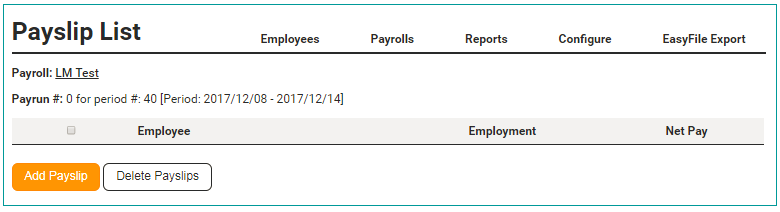 Payslip List
Employees Payrolls Reports Configure EasyFile Export
Payroll: LM Test
Payrun #: 0 for period #: 40 [Period: 2017/12/08 - 2017/12/14]
Employee Employment Net Pay
Add Payslip Delete Payslips